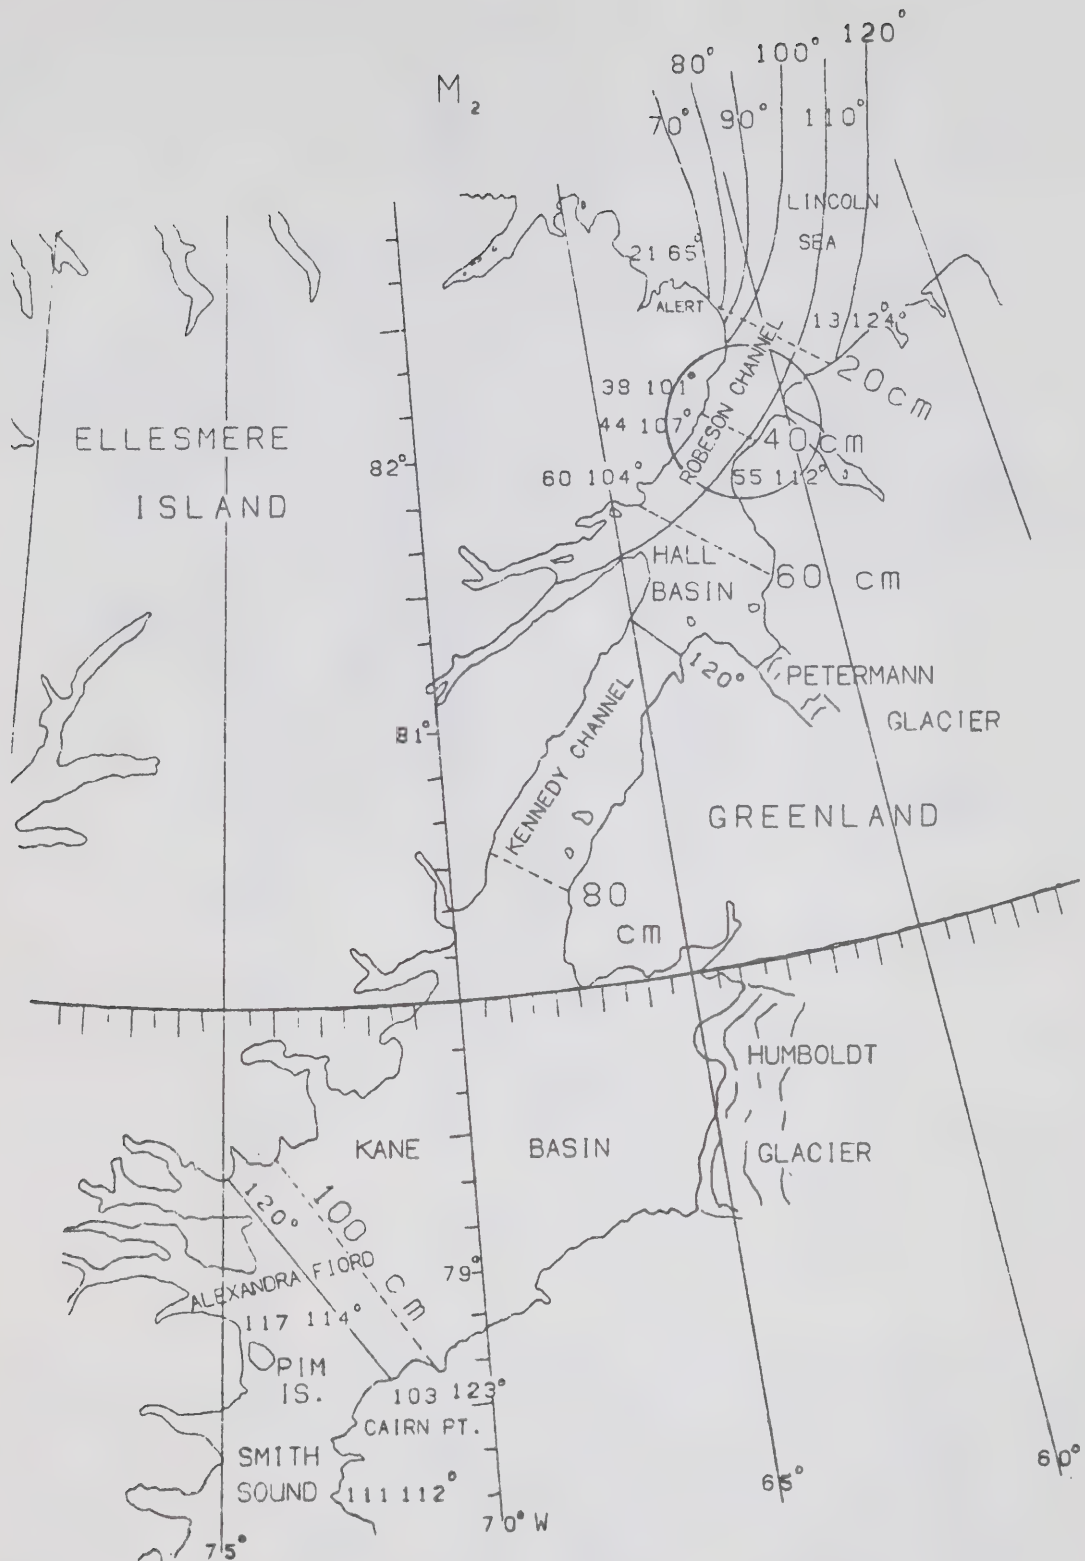 120°
100°
80°
M₂
70°
90°
110°
LINCOLN
SEA
21 65°
ALERT
13 124°
20cm
38 101°
ROBESON CHANNEL
44 107°
40cm
ELLESMERE
ISLAND
82°
60 104°
55 112°
HALL
BASIN
60 cm
120°
PETERMANN
GLACIER
81°
KENNEDY CHANNEL
GREENLAND
80
cm
HUMBOLDT
GLACIER
KANE BASIN
120°
100 cm
79°
ALEXANDRA FIORD
117 114°
PIM
IS.
103 123°
CAIRN PT.
SMITH
SOUND
111 112°
75°
70° W
65°
60°